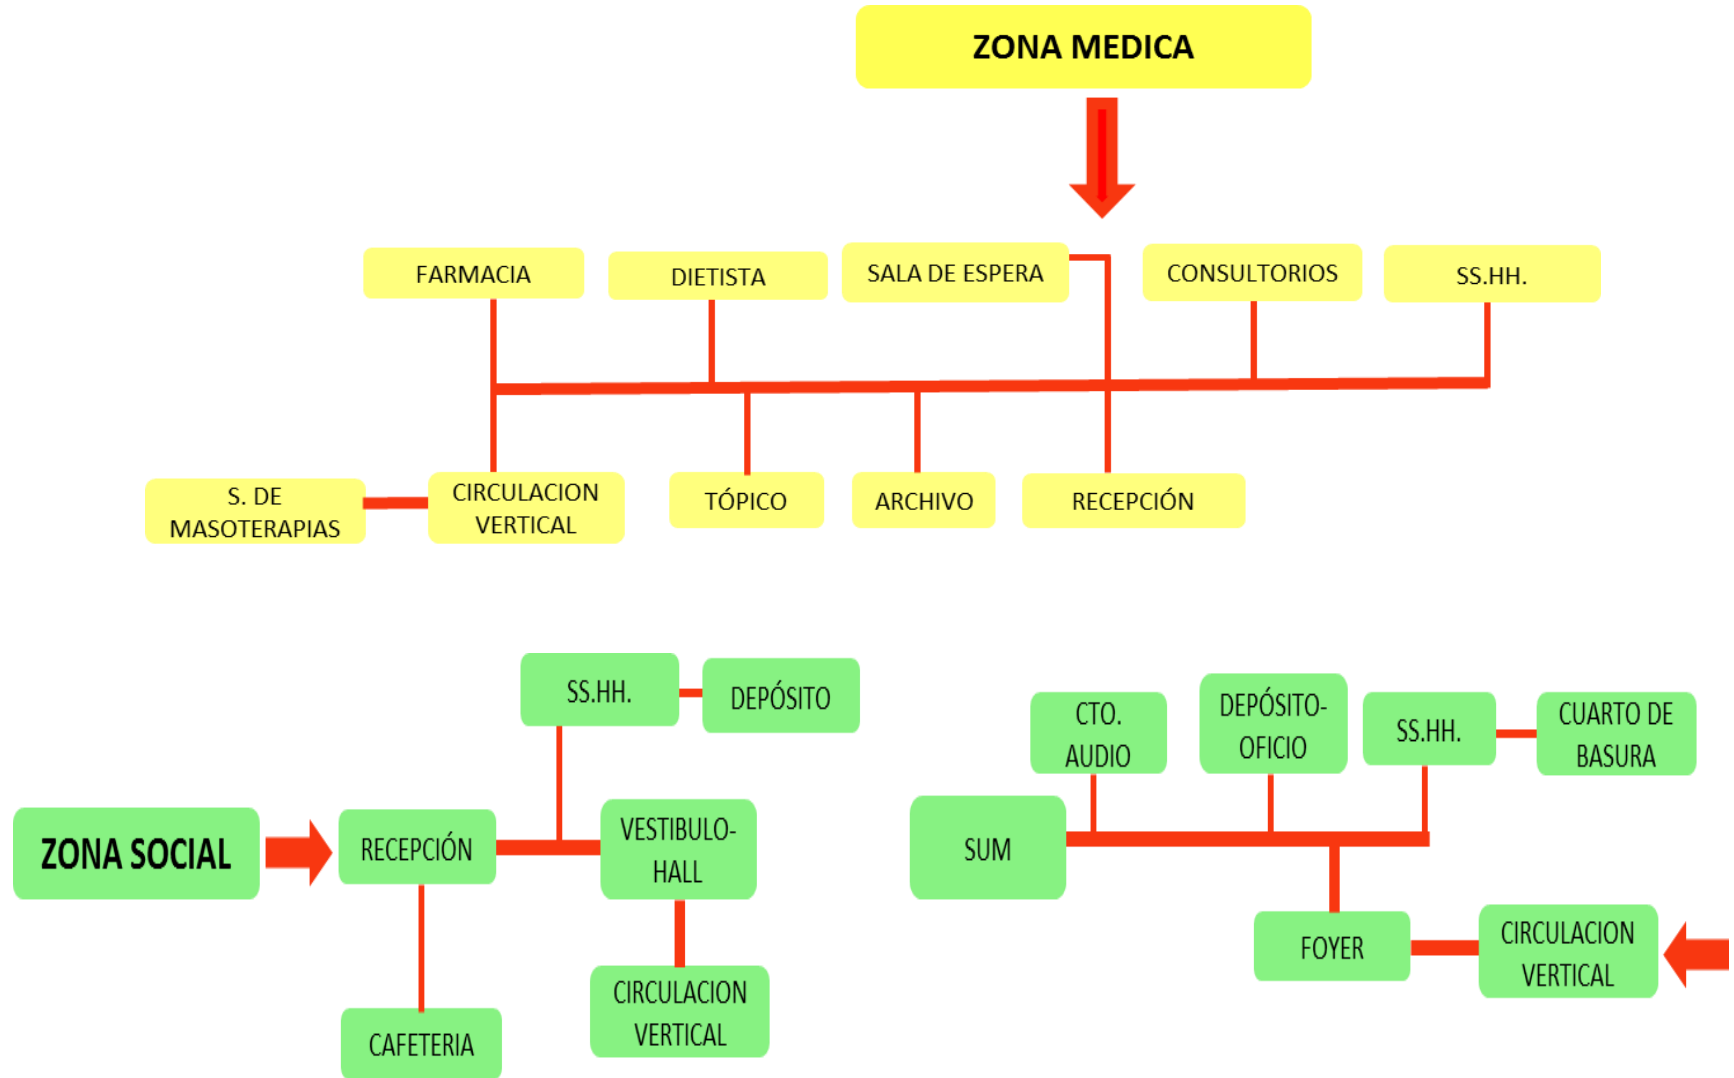 ZONA MEDICA
FARMACIA
DIETISTA
SALA DE ESPERA
CONSULTORIOS
SS.HH.
S. DE
MASOTERAPIAS
CIRCULACION
VERTICAL
TÓPICO
ARCHIVO
RECEPCIÓN
SS.HH.
DEPÓSITO
ZONA SOCIAL
RECEPCIÓN
VESTIBULO-
HALL
CAFETERIA
CIRCULACION
VERTICAL
CTO.
AUDIO
DEPÓSITO-
OFICIO
SS.HH.
CUARTO DE
BASURA
SUM
FOYER
CIRCULACION
VERTICAL